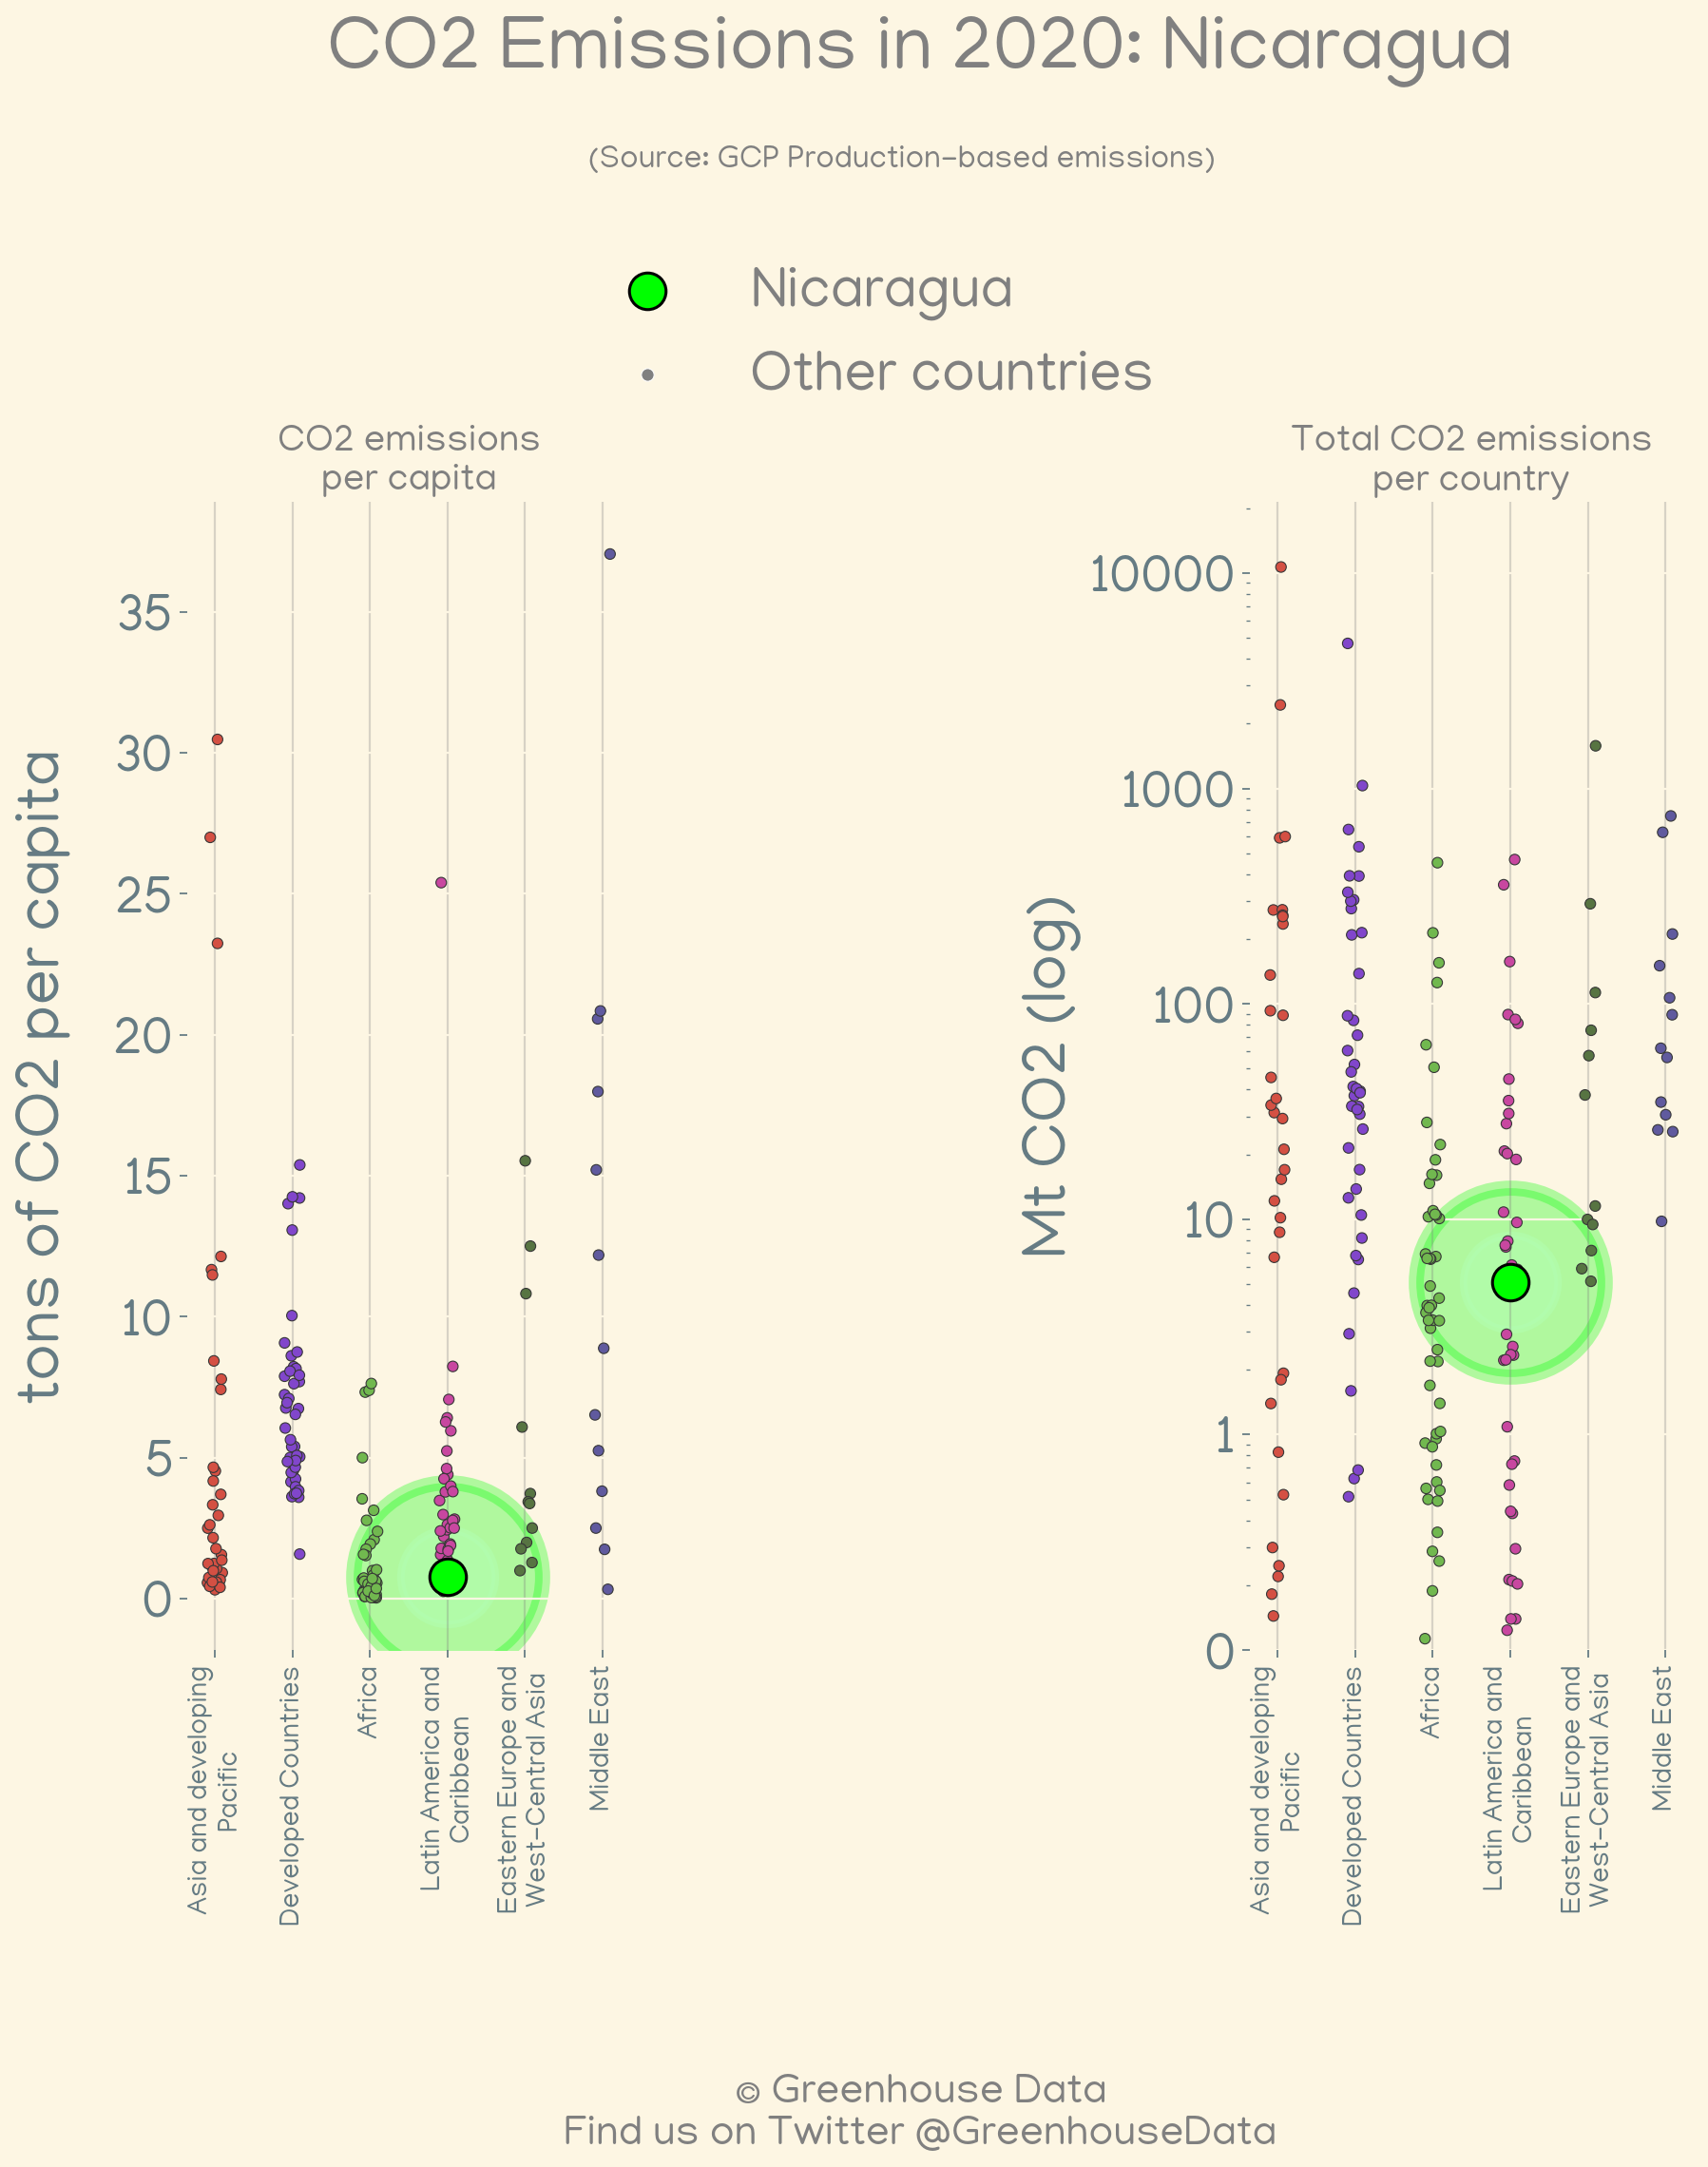 CO2 Emissions in 2020: Nicaragua
(Source: GCP Production-based emissions)
Nicaragua
Other countries
CO2 emissions
per capita
tons of CO2 per capita
35
30
25
20
15
10
5
0
Asia and developing
Pacific
Developed Countries
Africa
Latin America and
Caribbean
Eastern Europe and
West-Central Asia
Middle East
Total CO2 emissions
per country
Mt CO2 (log)
10000
1000
100
10
1
0
Asia and developing
Pacific
Developed Countries
Africa
Latin America and
Caribbean
Eastern Europe and
West-Central Asia
Middle East
© Greenhouse Data
Find us on Twitter @GreenhouseData